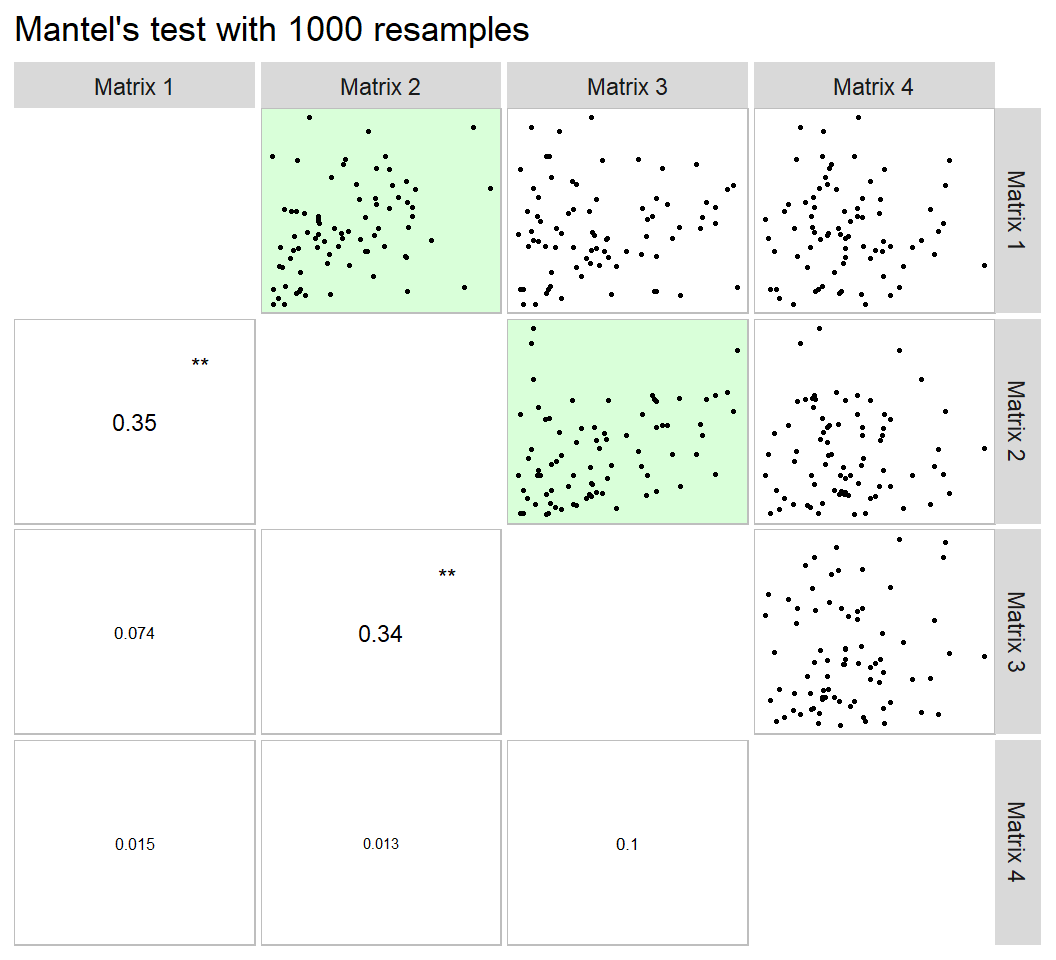 Mantel's test with 1000 resamples
Matrix 1
Matrix 2
Matrix 3
Matrix 4
Matrix 1
**
0.35
Matrix 2
0.074
**
0.34
Matrix 3
0.015
0.013
0.1
Matrix 4